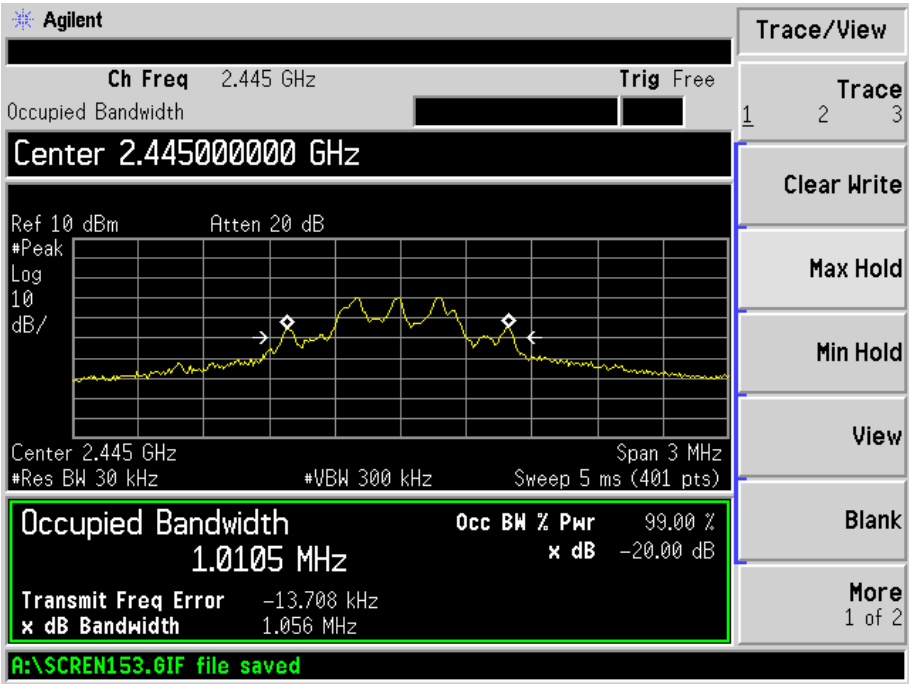 Agilent
Trace/View
Ch Freq 2.445 GHz Trig Free
Occupied Bandwidth
Trace
1 2 3
Center 2.445000000 GHz
Clear Write
Ref 10 dBm Atten 20 dB
#Peak
Log
10
dB/
Max Hold
Min Hold
View
Center 2.445 GHz Span 3 MHz
#Res BW 30 kHz #VBW 300 kHz Sweep 5 ms (401 pts)
Occupied Bandwidth
1.0105 MHz
Occ BW % Pwr 99.00 %
x dB -20.00 dB
Blank
Transmit Freq Error -13.708 kHz
x dB Bandwidth 1.056 MHz
More
1 of 2
A:\SCREN153.GIF file saved